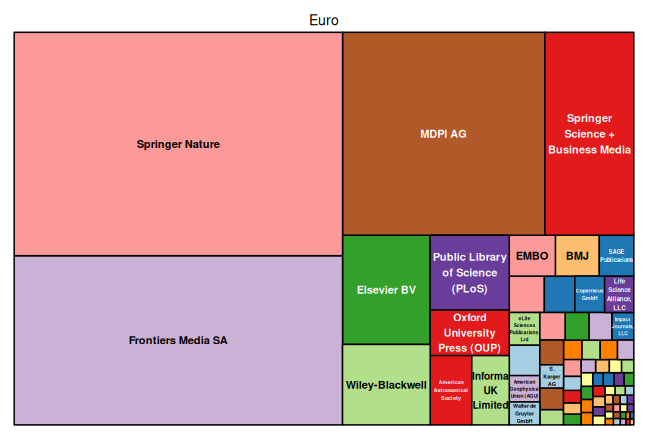 Euro
Springer Nature
MDPI AG
Springer
Science +
Business Media
Frontiers Media SA
Elsevier BV
Wiley-Blackwell
Public Library
of Science
(PLoS)
Oxford
University
Press (OUP)
American
Astronomical
Society
Informa
UK
Limited
EMBO
BMJ
SAGE
Publications
Copernicus
GmbH
Life
Science
Alliance,
LLC
eLife
Sciences
Publications,
Ltd
Impact
Journals,
LLC
S.
Karger
AG
American
Geophysical
Union (AGU)
Walter de
Gruyter
GmbH